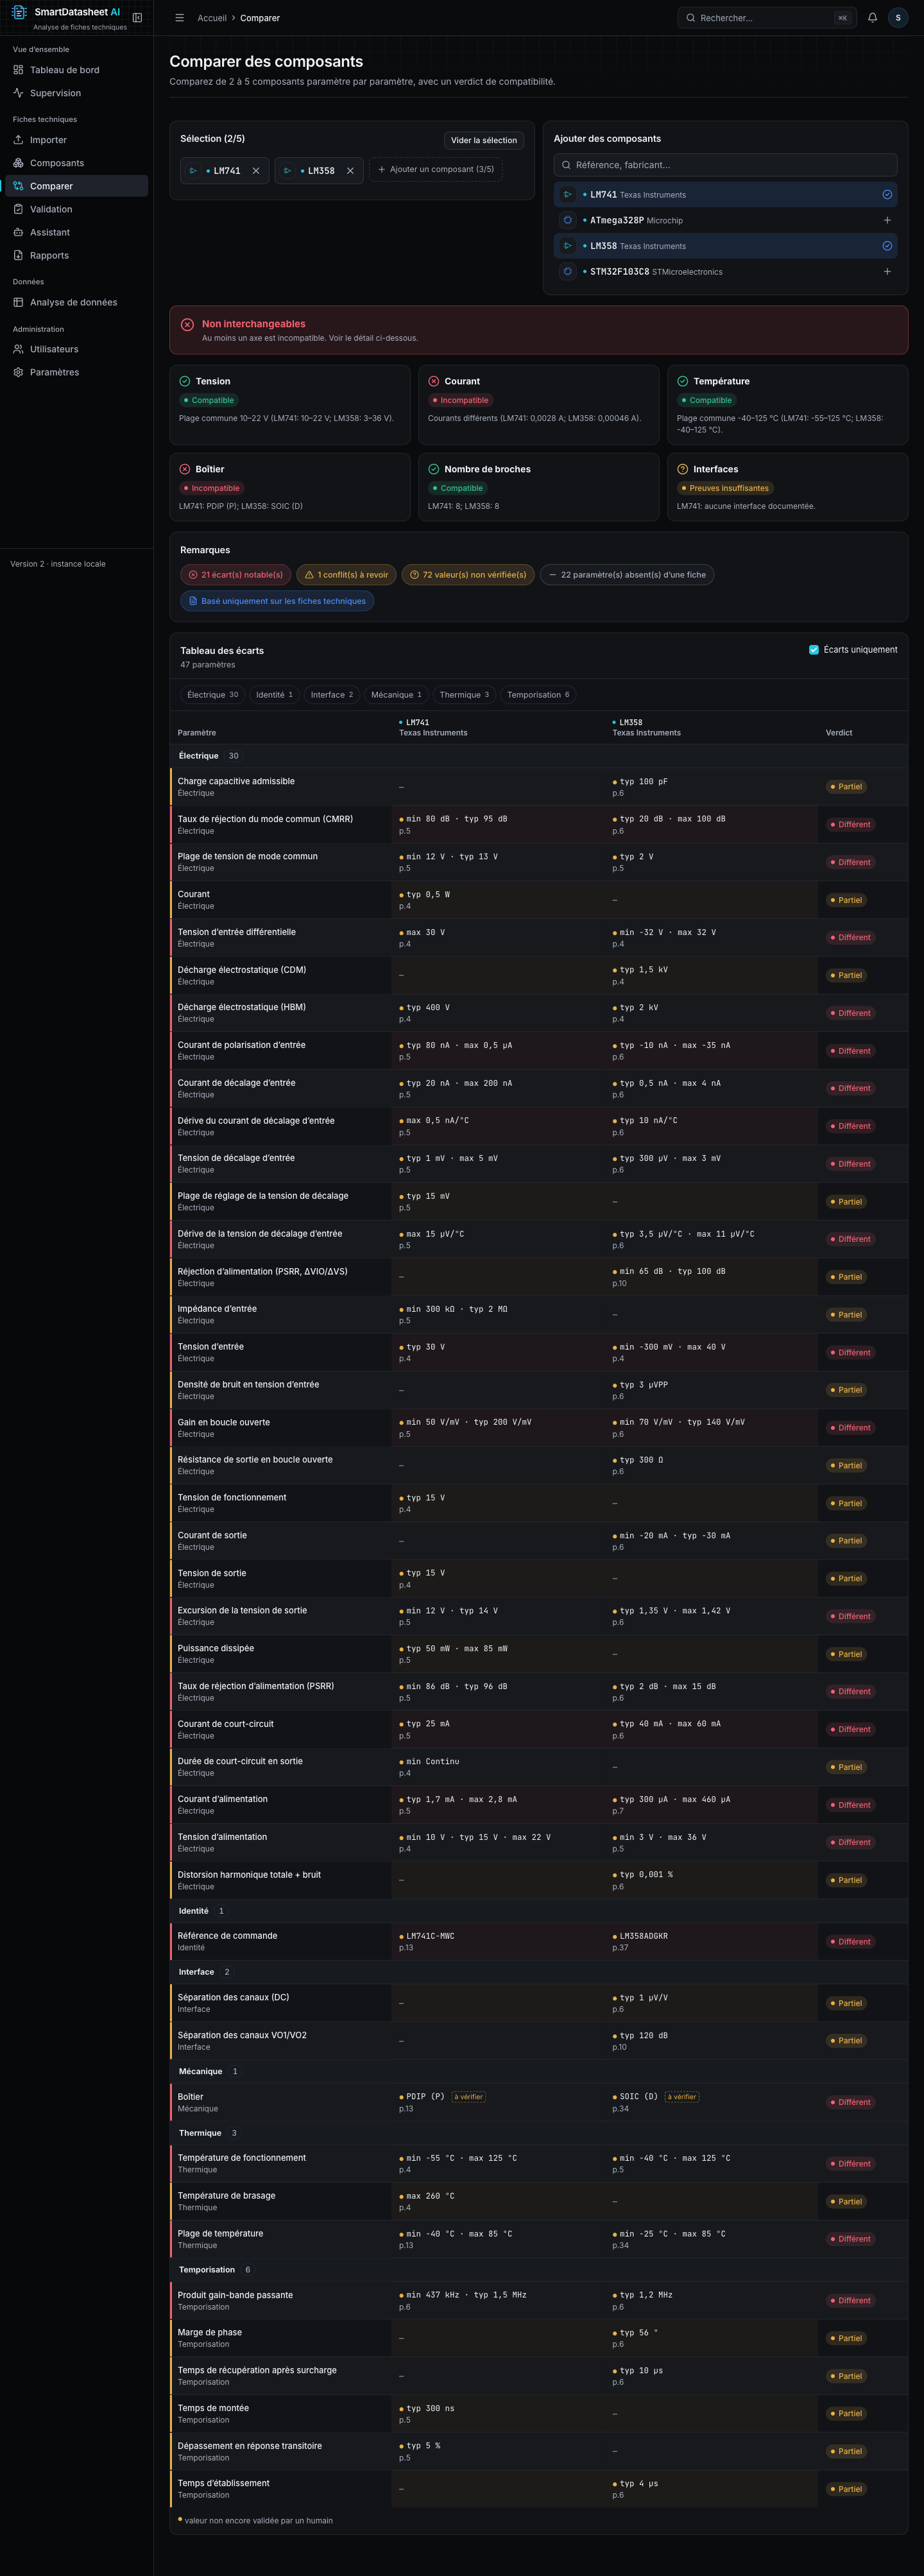 SmartDatasheet AI
Analyse de fiches techniques
Vue d'ensemble
Tableau de bord
Supervision
Fiches techniques
Importer
Composants
Comparer
Validation
Assistant
Rapports
Données
Analyse de données
Administration
Utilisateurs
Paramètres
Version 2 · instance locale
Accueil > Comparer
Rechercher...
⌘K
S
Comparer des composants
Comparez de 2 à 5 composants paramètre par paramètre, avec un verdict de compatibilité.
Sélection (2/5)
Vider la sélection
LM741
LM358
Ajouter un composant (3/5)
Ajouter des composants
Référence, fabricant...
LM741 Texas Instruments
ATmega328P Microchip
LM358 Texas Instruments
STM32F103C8 STMicroelectronics
Non interchangeables
Au moins un axe est incompatible. Voir le détail ci-dessous.
Tension
Compatible
Plage commune 10–22 V (LM741: 10–22 V; LM358: 3–36 V).
Courant
Incompatible
Courants différents (LM741: 0,0028 A; LM358: 0,00046 A).
Température
Compatible
Plage commune -40–125 °C (LM741: -55–125 °C; LM358:
-40–125 °C).
Boîtier
Incompatible
LM741: PDIP (P); LM358: SOIC (D)
Nombre de broches
Compatible
LM741: 8; LM358: 8
Interfaces
Preuves insuffisantes
LM741: aucune interface documentée.
Remarques
21 écart(s) notable(s)
1 conflit(s) à revoir
72 valeur(s) non vérifiée(s)
22 paramètre(s) absent(s) d'une fiche
Basé uniquement sur les fiches techniques
Tableau des écarts
47 paramètres
Écarts uniquement
Électrique 30
Identité 1
Interface 2
Mécanique 1
Thermique 3
Temporisation 6
Paramètre
LM741
Texas Instruments
LM358
Texas Instruments
Verdict
Électrique 30
Charge capacitive admissible – typ 100 pF Partiel
Électrique p.6
Taux de réjection du mode commun (CMRR) min 80 dB · typ 95 dB typ 20 dB · max 100 dB Différent
Électrique p.5 p.6
Plage de tension de mode commun min 12 V · typ 13 V typ 2 V Différent
Électrique p.5 p.5
Courant typ 0,5 W – Partiel
Électrique p.4
Tension d'entrée différentielle max 30 V min -32 V · max 32 V Différent
Électrique p.4 p.4
Décharge électrostatique (CDM) – typ 1,5 kV Partiel
Électrique p.4
Décharge électrostatique (HBM) typ 400 V typ 2 kV Différent
Électrique p.4 p.4
Courant de polarisation d'entrée typ 80 nA · max 0,5 µA typ -10 nA · max -35 nA Différent
Électrique p.5 p.6
Courant de décalage d'entrée typ 20 nA · max 200 nA typ 0,5 nA · max 4 nA Différent
Électrique p.5 p.6
Dérive du courant de décalage d'entrée max 0,5 nA/°C typ 10 nA/°C Différent
Électrique p.5 p.6
Tension de décalage d'entrée typ 1 mV · max 5 mV typ 300 µV · max 3 mV Différent
Électrique p.5 p.6
Plage de réglage de la tension de décalage typ 15 mV – Partiel
Électrique p.5
Dérive de la tension de décalage d'entrée max 15 µV/°C typ 3,5 µV/°C · max 11 µV/°C Différent
Électrique p.5 p.6
Réjection d'alimentation (PSRR, ΔVIO/ΔVS) – min 65 dB · typ 100 dB Partiel
Électrique p.10
Impédance d'entrée min 300 kΩ · typ 2 MΩ – Partiel
Électrique p.5
Tension d'entrée typ 30 V min -300 mV · max 40 V Différent
Électrique p.4 p.4
Densité de bruit en tension d'entrée – typ 3 µVPP Partiel
Électrique p.6
Gain en boucle ouverte min 50 V/mV · typ 200 V/mV min 70 V/mV · typ 140 V/mV Différent
Électrique p.5 p.6
Résistance de sortie en boucle ouverte – typ 300 Ω Partiel
Électrique p.6
Tension de fonctionnement typ 15 V – Partiel
Électrique p.4
Courant de sortie – min -20 mA · typ -30 mA Partiel
Électrique p.6
Tension de sortie typ 15 V – Partiel
Électrique p.4
Excursion de la tension de sortie min 12 V · typ 14 V typ 1,35 V · max 1,42 V Différent
Électrique p.5 p.6
Puissance dissipée typ 50 mW · max 85 mW – Partiel
Électrique p.5
Taux de réjection d'alimentation (PSRR) min 86 dB · typ 96 dB typ 2 dB · max 15 dB Différent
Électrique p.5 p.6
Courant de court-circuit typ 25 mA typ 40 mA · max 60 mA Différent
Électrique p.5 p.6
Durée de court-circuit en sortie min Continu – Partiel
Électrique p.4
Courant d'alimentation typ 1,7 mA · max 2,8 mA typ 300 µA · max 460 µA Différent
Électrique p.5 p.7
Tension d'alimentation min 10 V · typ 15 V · max 22 V min 3 V · max 36 V Différent
Électrique p.4 p.5
Distorsion harmonique totale + bruit – typ 0,001 % Partiel
Électrique p.6
Identité 1
Référence de commande LM741C-MWC LM358ADGKR Différent
Identité p.13 p.37
Interface 2
Séparation des canaux (DC) – typ 1 µV/V Partiel
Interface p.6
Séparation des canaux VO1/VO2 – typ 120 dB Partiel
Interface p.10
Mécanique 1
Boîtier PDIP (P) à vérifier SOIC (D) à vérifier Différent
Mécanique p.13 p.34
Thermique 3
Température de fonctionnement min -55 °C · max 125 °C min -40 °C · max 125 °C Différent
Thermique p.4 p.5
Température de brasage max 260 °C – Partiel
Thermique p.4
Plage de température min -40 °C · max 85 °C min -25 °C · max 85 °C Différent
Thermique p.13 p.34
Temporisation 6
Produit gain-bande passante min 437 kHz · typ 1,5 MHz typ 1,2 MHz Différent
Temporisation p.6 p.6
Marge de phase – typ 56 ° Partiel
Temporisation p.6
Temps de récupération après surcharge – typ 10 µs Partiel
Temporisation p.6
Temps de montée typ 300 ns – Partiel
Temporisation p.5
Dépassement en réponse transitoire typ 5 % – Partiel
Temporisation p.5
Temps d'établissement – typ 4 µs Partiel
Temporisation p.6
valeur non encore validée par un humain